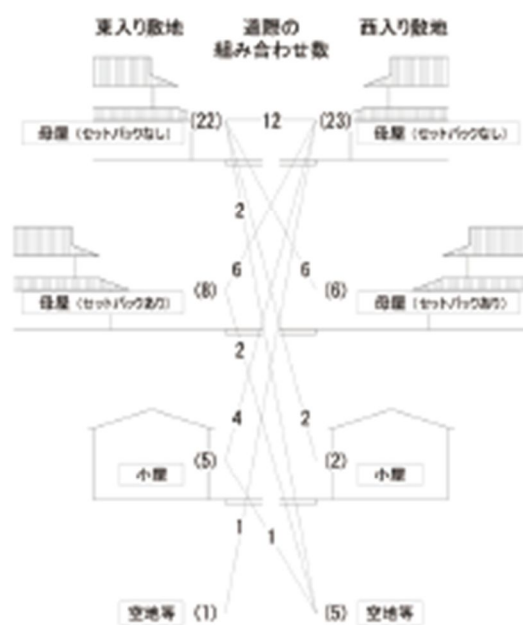 東入り敷地
道際の
組み合わせ数
西入り敷地
(22) 12 (23)
母屋（セットバックなし）
母屋（セットバックなし）
2
6 6
(8) (6)
母屋（セットバックあり）
母屋（セットバックあり）
2
4 2
(5) (2)
小屋
小屋
1 1
空地等 (1)
(5) 空地等